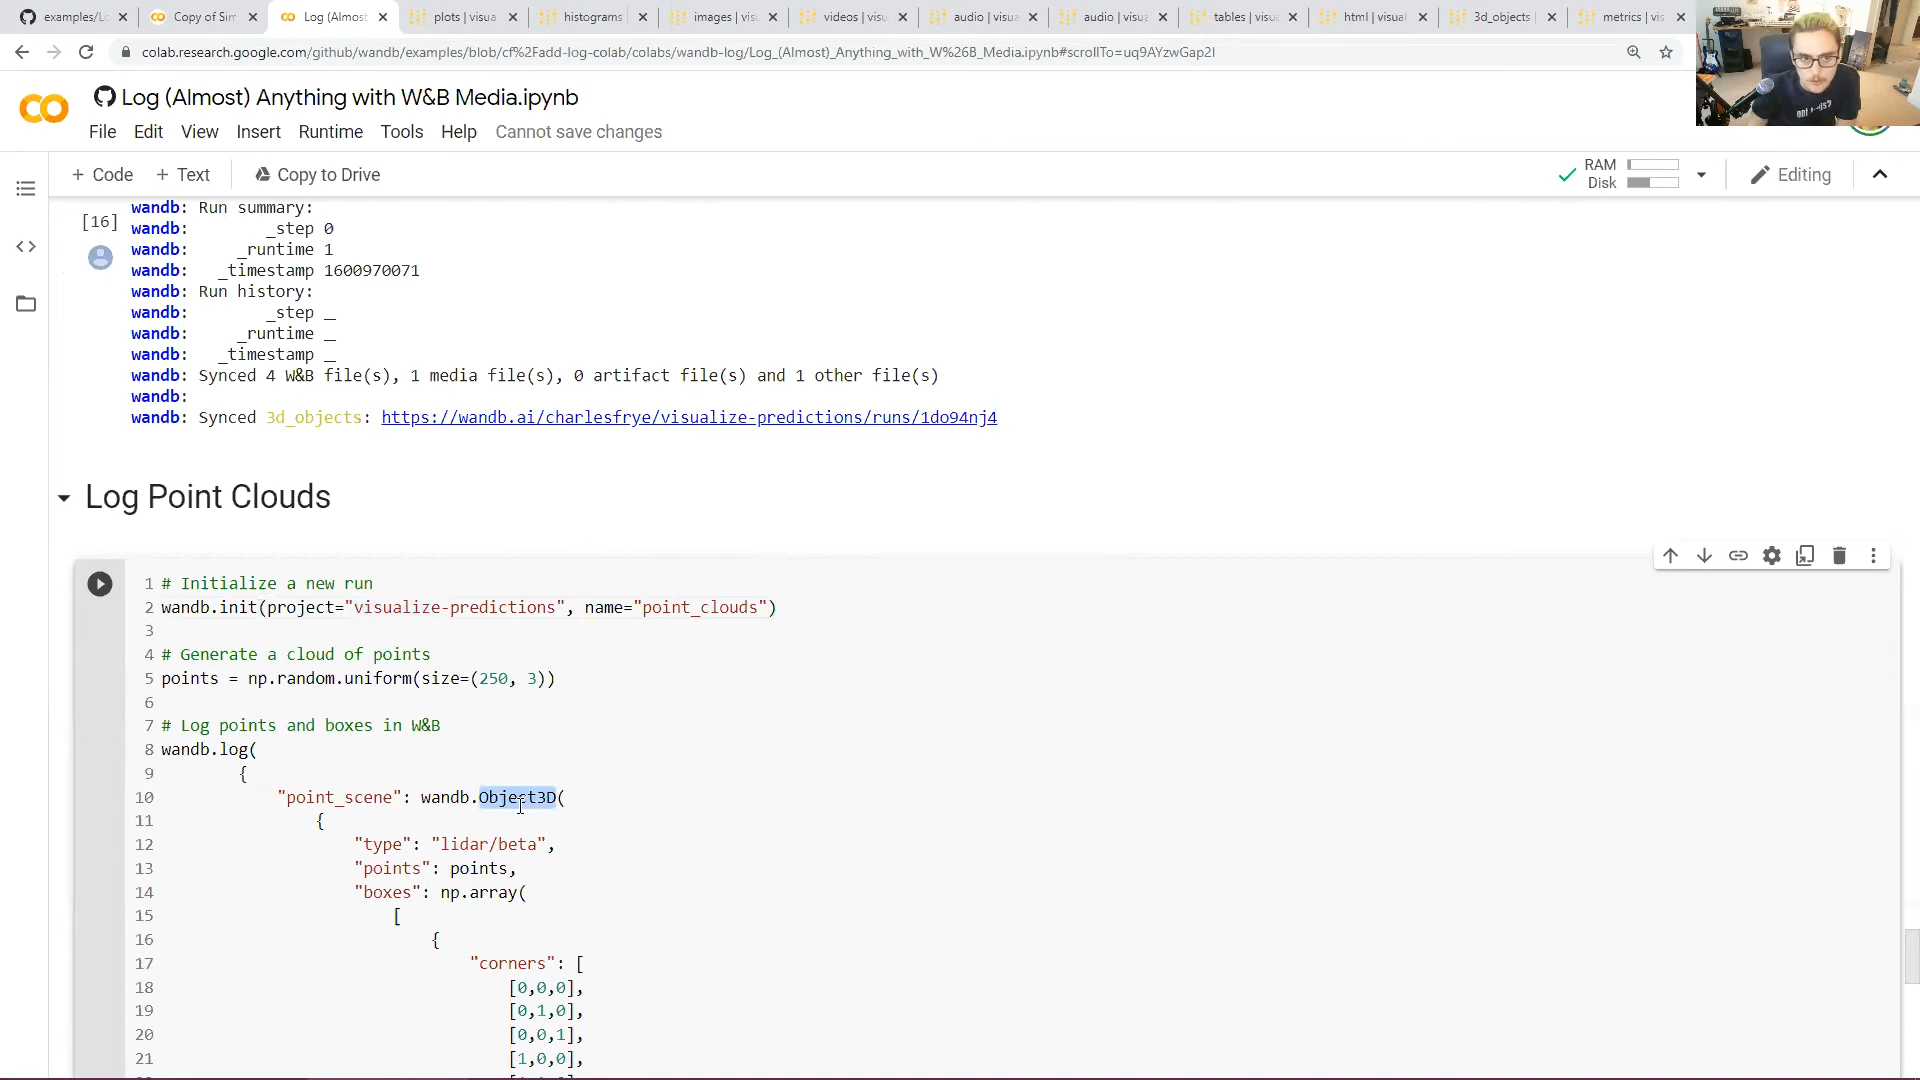 examples/Lo
Copy of Sim
Log (Almost
plots | visua
histograms
images | vis
videos | visu
audio | visua
audio | visua
tables | visua
html | visual
3d_objects
metrics | vis
colab.research.google.com/github/wandb/examples/blob/cf%2Fadd-log-colab/colabs/wandb-log/Log_(Almost)_Anything_with_W%26B_Media.ipynb#scrollTo=uq9AYzwGap2I
Log (Almost) Anything with W&B Media.ipynb
File Edit View Insert Runtime Tools Help Cannot save changes
+ Code + Text Copy to Drive
RAM
Disk
Editing
[16]
wandb: Run summary:
wandb: _step 0
wandb: _runtime 1
wandb: _timestamp 1600970071
wandb: Run history:
wandb: _step _
wandb: _runtime _
wandb: _timestamp _
wandb: Synced 4 W&B file(s), 1 media file(s), 0 artifact file(s) and 1 other file(s)
wandb:
wandb: Synced 3d_objects: https://wandb.ai/charlesfrye/visualize-predictions/runs/1do94nj4
Log Point Clouds
1 # Initialize a new run
2 wandb.init(project="visualize-predictions", name="point_clouds")
3
4 # Generate a cloud of points
5 points = np.random.uniform(size=(250, 3))
6
7 # Log points and boxes in W&B
8 wandb.log(
9 {
10 "point_scene": wandb.Object3D(
11 {
12 "type": "lidar/beta",
13 "points": points,
14 "boxes": np.array(
15 [
16 {
17 "corners": [
18 [0,0,0],
19 [0,1,0],
20 [0,0,1],
21 [1,0,0],